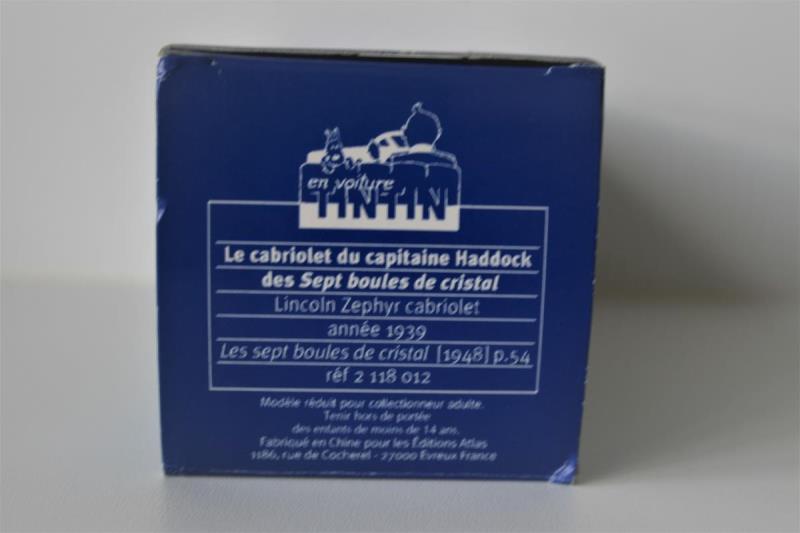 en voiture
TINTIN
Le cabriolet du capitaine Haddock
des Sept boules de cristal
Lincoln Zephyr cabriolet
année 1939
Les sept boules de cristal [1948] p.54
réf 2 118 012
Modèle réduit pour collectionneur adulte.
Tenir hors de portée
des enfants de moins de 14 ans.
Fabriqué en Chine pour les Éditions Atlas
1186, rue de Cocherel - 27000 Évreux France